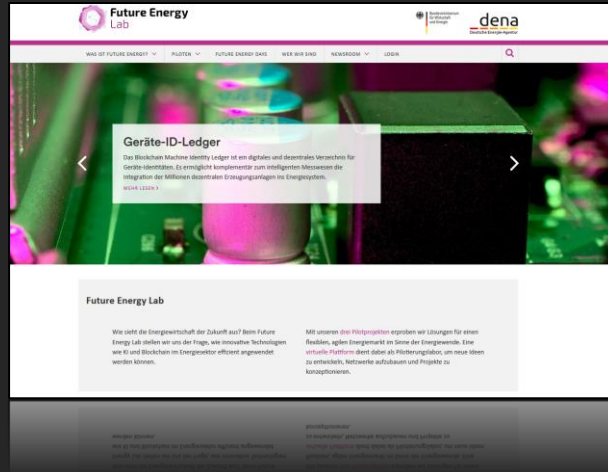 Future Energy
Lab
Bundesministerium
für Wirtschaft
und Energie
dena
Deutsche Energie-Agentur
WAS IST FUTURE ENERGY?
PILOTEN
FUTURE ENERGY DAYS
WER WIR SIND
NEWSROOM
LOGIN
Geräte-ID-Ledger
Das Blockchain Machine Identity Ledger ist ein digitales und dezentrales Verzeichnis für
Geräte-Identitäten. Es ermöglicht komplementär zum intelligenten Messwesen die
Integration der Millionen dezentralen Erzeugungsanlagen ins Energiesystem.
MEHR LESEN >
Future Energy Lab
Wie sieht die Energiewirtschaft der Zukunft aus? Beim Future
Energy Lab stellen wir uns der Frage, wie innovative Technologien
wie KI und Blockchain im Energiesektor effizient angewendet
werden können.
Mit unseren drei Pilotprojekten erproben wir Lösungen für einen
flexiblen, agilen Energiemarkt im Sinne der Energiewende. Eine
virtuelle Plattform dient dabei als Pilotierungslabor, um neue Ideen
zu entwickeln, Netzwerke aufzubauen und Projekte zu
konzeptionieren.